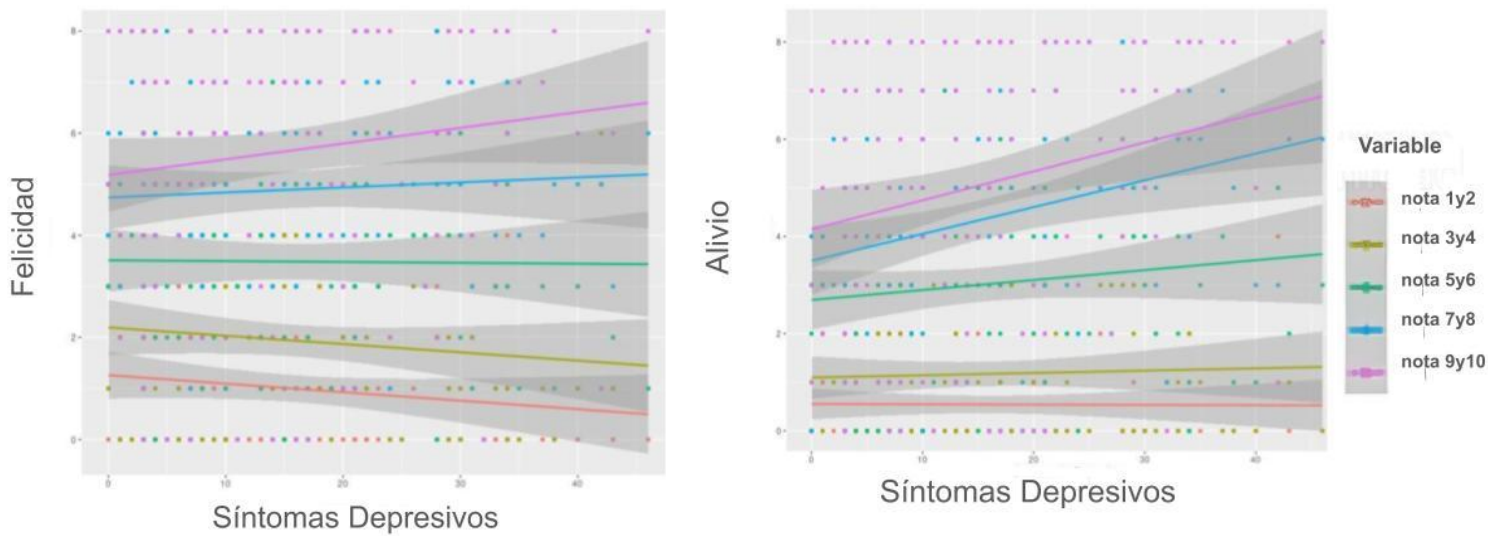 8
6
4
2
0
Felicidad
0
10
20
30
40
Síntomas Depresivos
8
6
4
2
0
Alivio
0
10
20
30
40
Síntomas Depresivos
Variable
nota 1y2
nota 3y4
nota 5y6
nota 7y8
nota 9y10